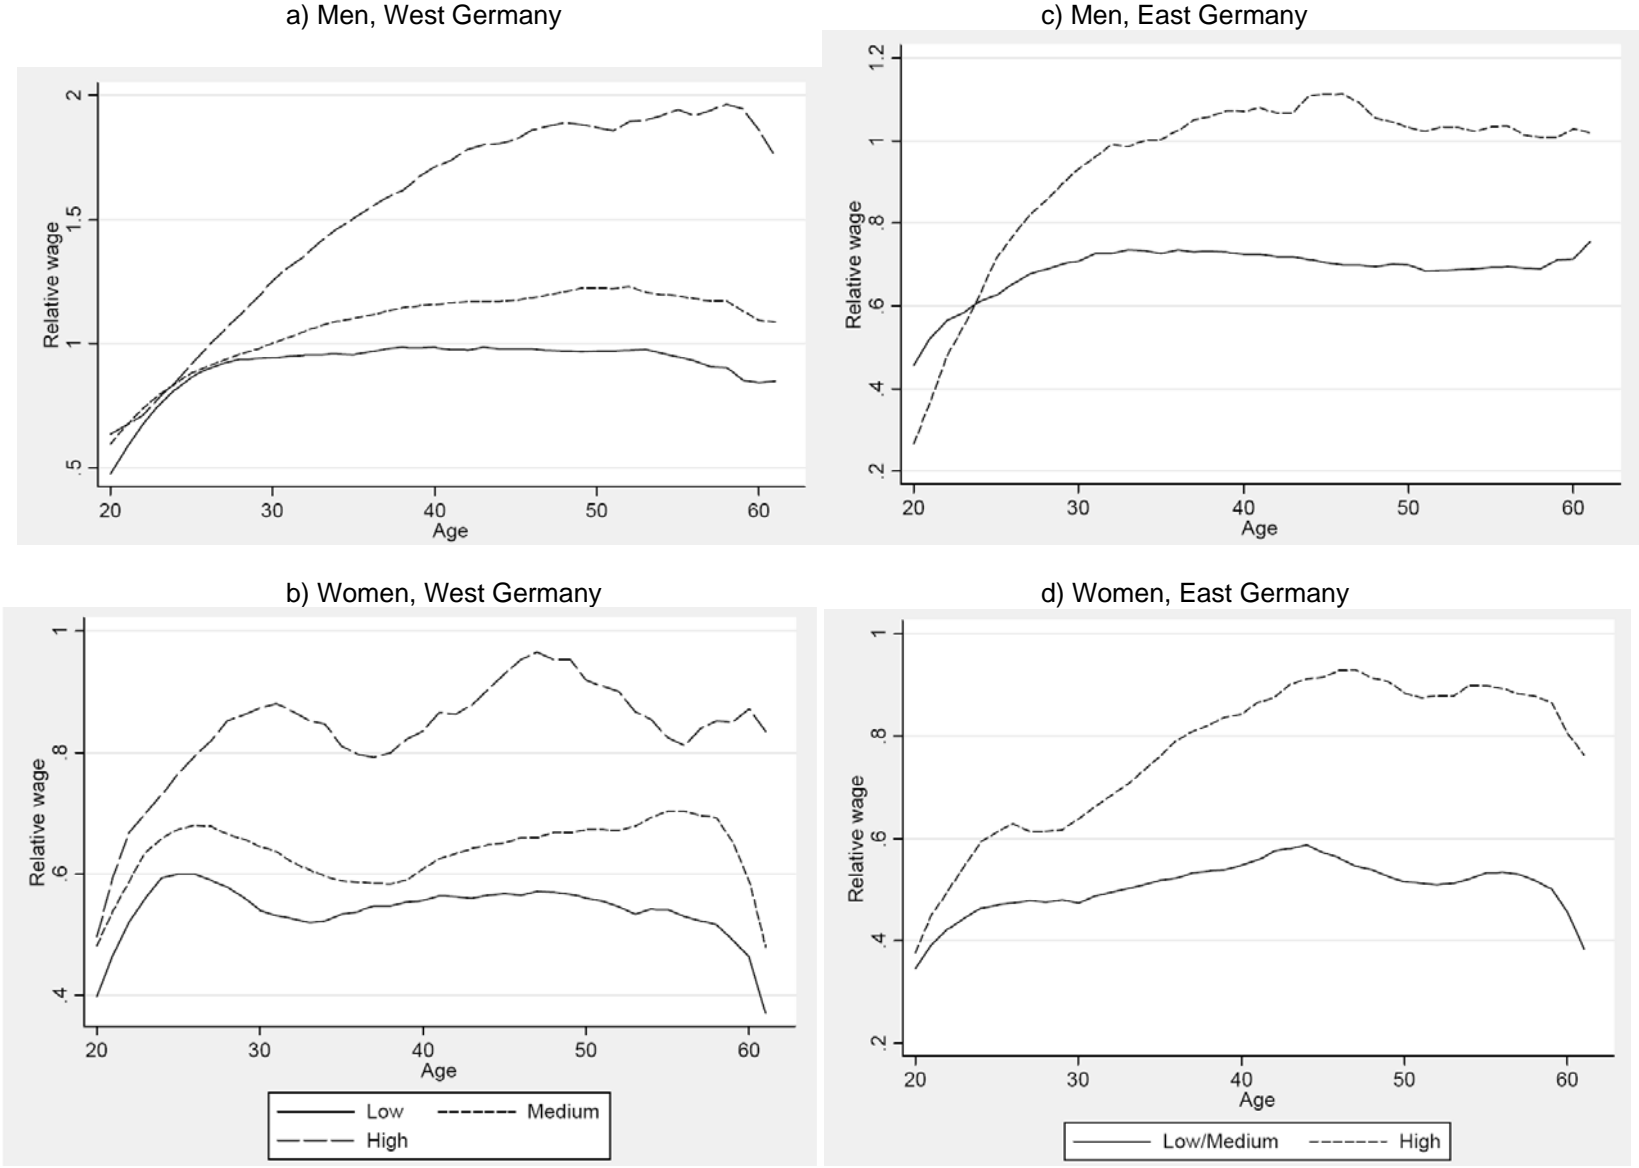 a) Men, West Germany
2
1.5
1
.5
Relative wage
20 30 40 50 60
Age
c) Men, East Germany
1.2
1
.8
.6
.4
.2
Relative wage
20 30 40 50 60
Age
b) Women, West Germany
1
.8
.6
.4
Relative wage
20 30 40 50 60
Age
Low Medium
High
d) Women, East Germany
1
.8
.6
.4
.2
Relative wage
20 30 40 50 60
Age
Low/Medium High